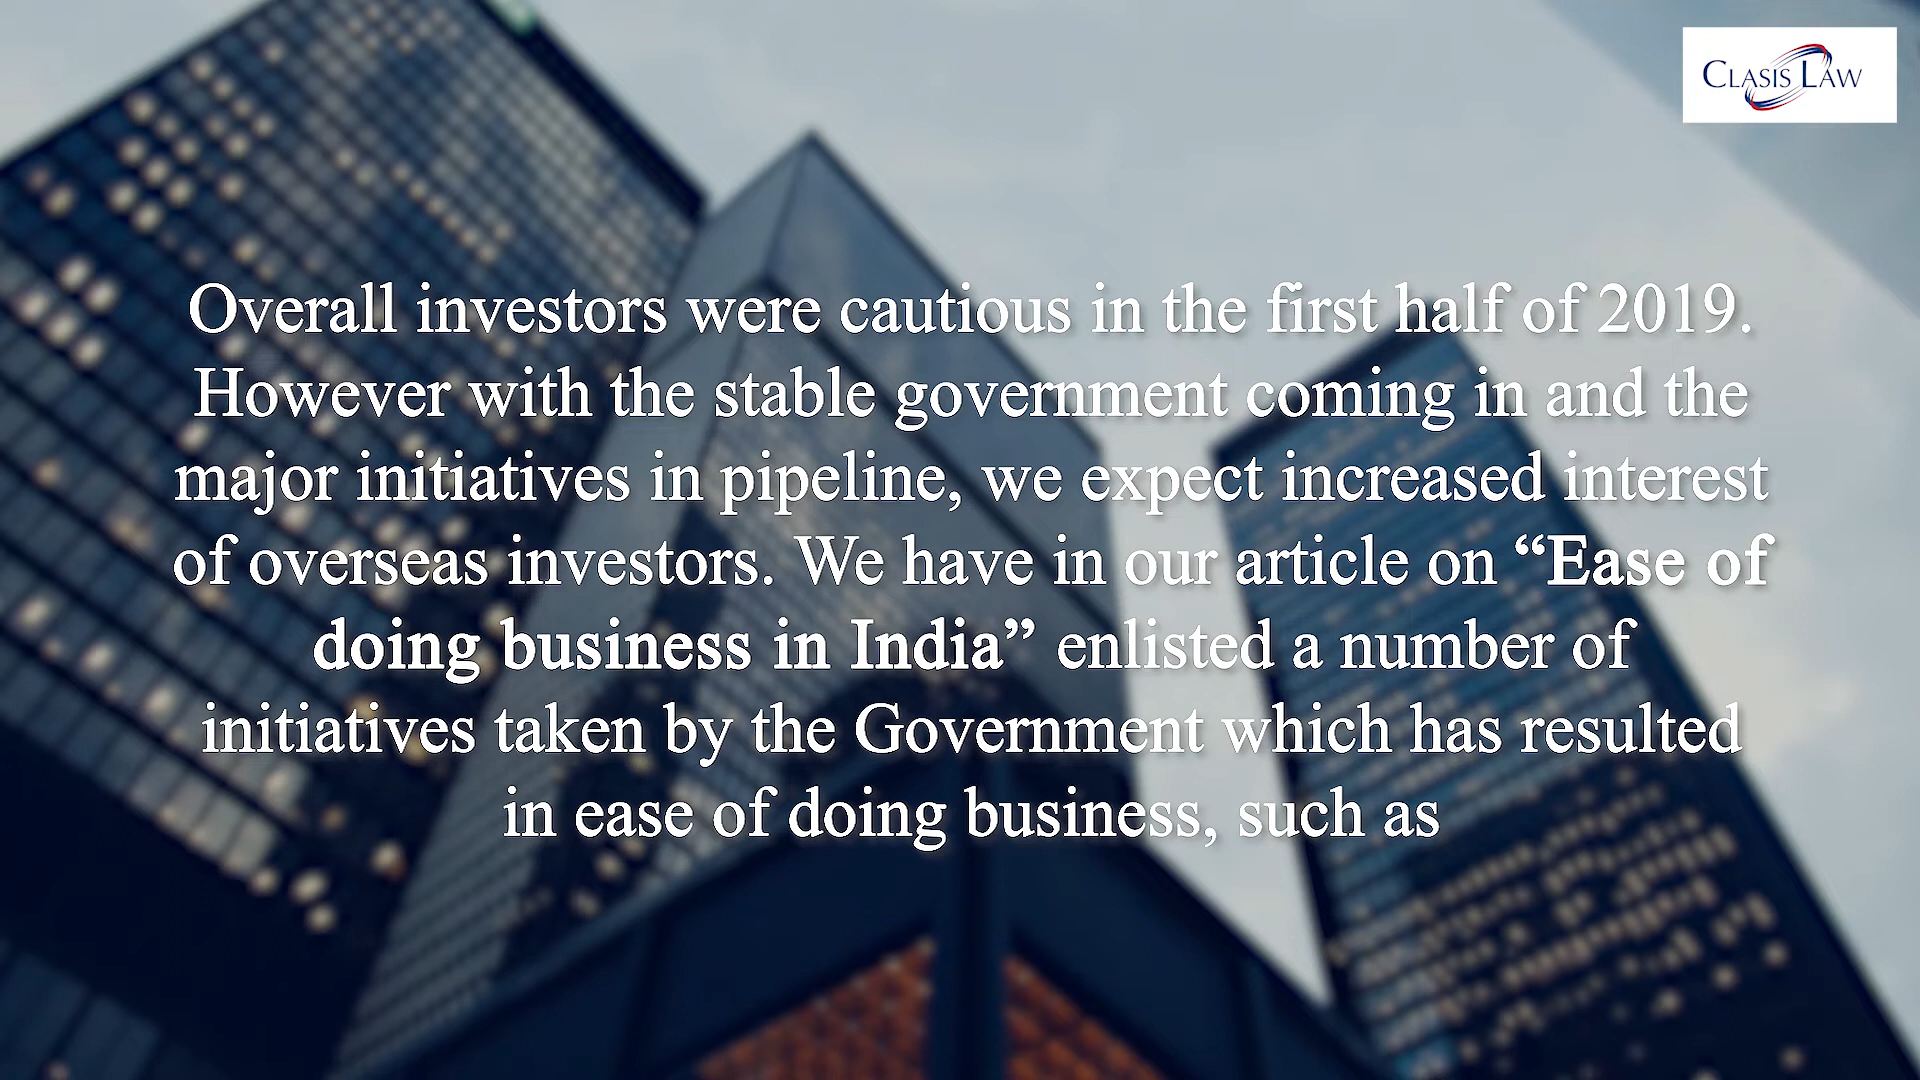 CLASIS LAW
Overall investors were cautious in the first half of 2019.
However with the stable government coming in and the
major initiatives in pipeline, we expect increased interest
of overseas investors. We have in our article on “Ease of
doing business in India” enlisted a number of
initiatives taken by the Government which has resulted
in ease of doing business, such as